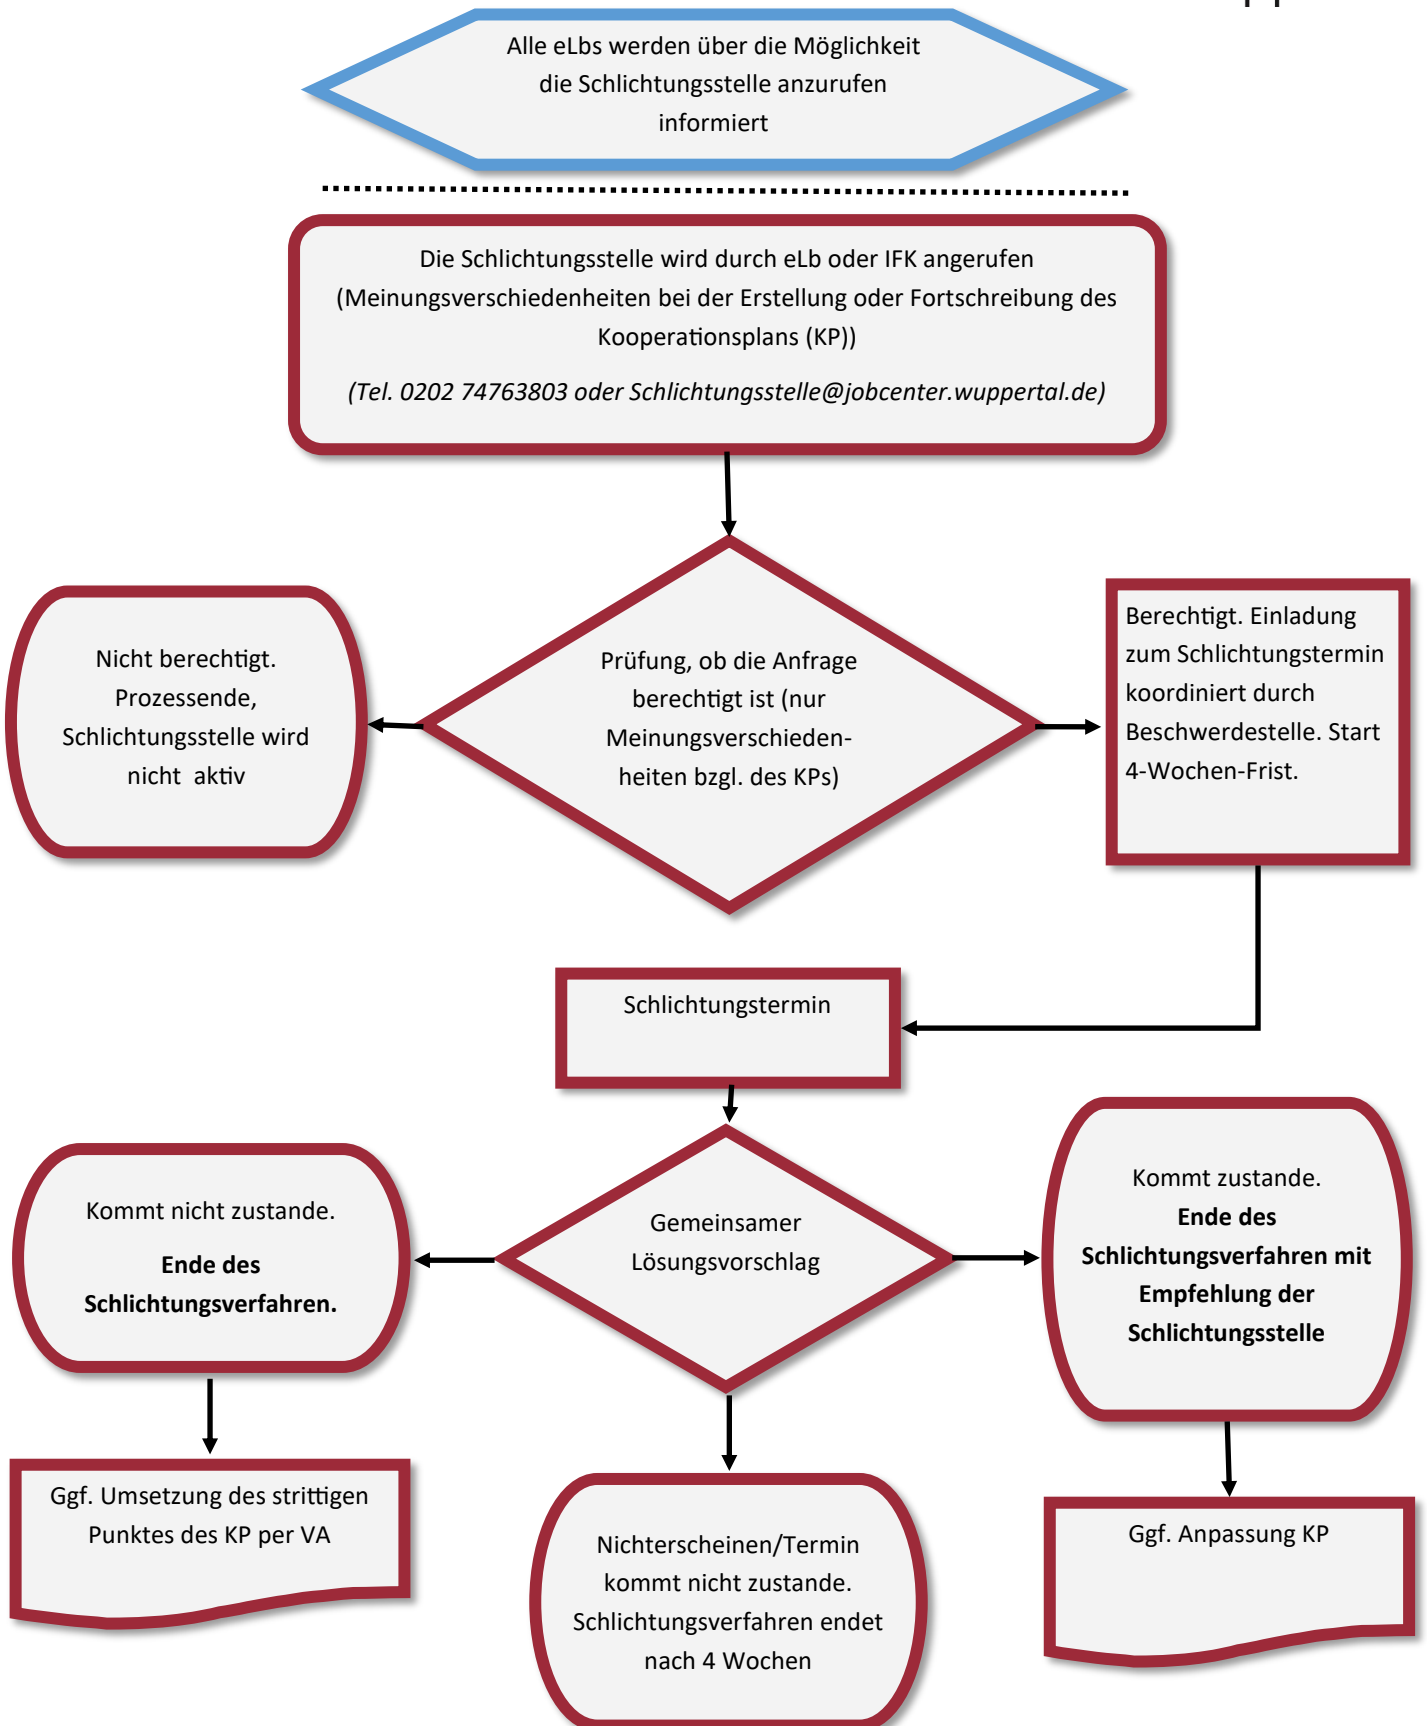 Alle eLbs werden über die Möglichkeit
die Schlichtungsstelle anzurufen
informiert
Die Schlichtungsstelle wird durch eLb oder IFK angerufen
(Meinungsverschiedenheiten bei der Erstellung oder Fortschreibung des
Kooperationsplans (KP))
(Tel. 0202 74763803 oder Schlichtungsstelle@jobcenter.wuppertal.de)
Nicht berechtigt.
Prozessende,
Schlichtungsstelle wird
nicht  aktiv
Prüfung, ob die Anfrage
berechtigt ist (nur
Meinungsverschieden-
heiten bzgl. des KPs)
Berechtigt. Einladung
zum Schlichtungstermin
koordiniert durch
Beschwerdestelle. Start
4-Wochen-Frist.
Schlichtungstermin
Kommt nicht zustande.
Ende des
Schlichtungsverfahren.
Gemeinsamer
Lösungsvorschlag
Kommt zustande.
Ende des
Schlichtungsverfahren mit
Empfehlung der
Schlichtungsstelle
Ggf. Umsetzung des strittigen
Punktes des KP per VA
Nichterscheinen/Termin
kommt nicht zustande.
Schlichtungsverfahren endet
nach 4 Wochen
Ggf. Anpassung KP